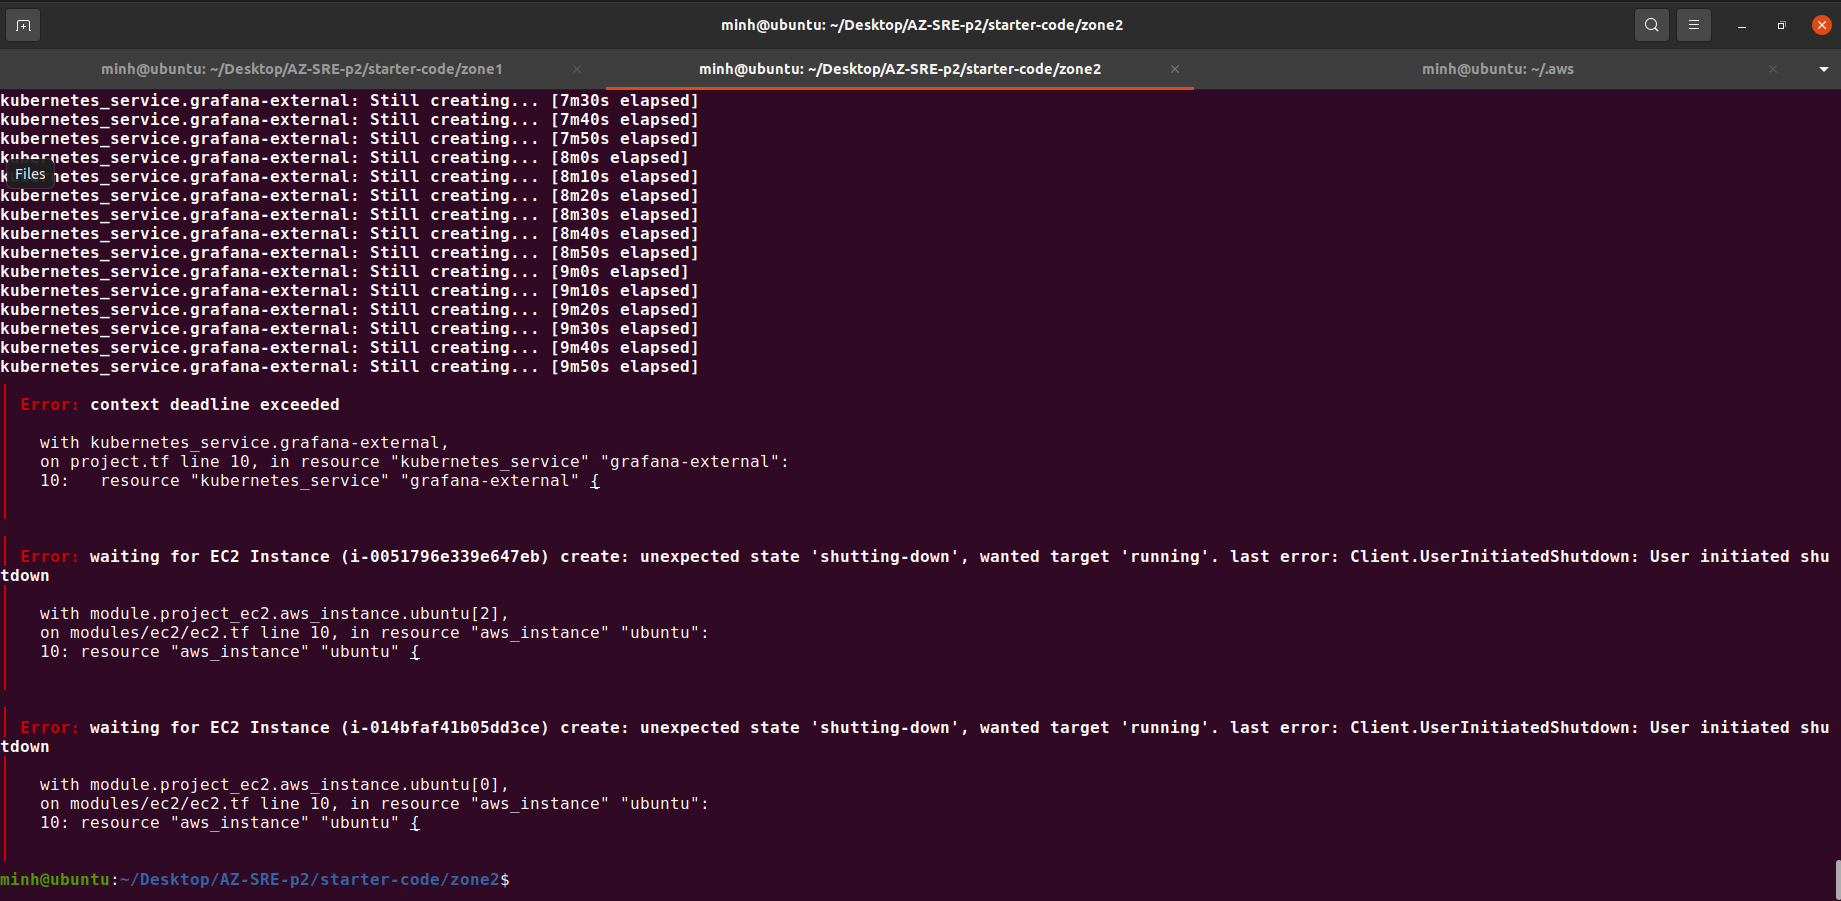 minh@ubuntu: ~/Desktop/AZ-SRE-p2/starter-code/zone2
minh@ubuntu: ~/Desktop/AZ-SRE-p2/starter-code/zone1
minh@ubuntu: ~/Desktop/AZ-SRE-p2/starter-code/zone2
minh@ubuntu: ~/.aws
kubernetes_service.grafana-external: Still creating... [7m30s elapsed]
kubernetes_service.grafana-external: Still creating... [7m40s elapsed]
kubernetes_service.grafana-external: Still creating... [7m50s elapsed]
kubernetes_service.grafana-external: Still creating... [8m0s elapsed]
Files
kubernetes_service.grafana-external: Still creating... [8m10s elapsed]
kubernetes_service.grafana-external: Still creating... [8m20s elapsed]
kubernetes_service.grafana-external: Still creating... [8m30s elapsed]
kubernetes_service.grafana-external: Still creating... [8m40s elapsed]
kubernetes_service.grafana-external: Still creating... [8m50s elapsed]
kubernetes_service.grafana-external: Still creating... [9m0s elapsed]
kubernetes_service.grafana-external: Still creating... [9m10s elapsed]
kubernetes_service.grafana-external: Still creating... [9m20s elapsed]
kubernetes_service.grafana-external: Still creating... [9m30s elapsed]
kubernetes_service.grafana-external: Still creating... [9m40s elapsed]
kubernetes_service.grafana-external: Still creating... [9m50s elapsed]
Error: context deadline exceeded
with kubernetes_service.grafana-external,
on project.tf line 10, in resource "kubernetes_service" "grafana-external":
10:   resource "kubernetes_service" "grafana-external" {
Error: waiting for EC2 Instance (i-0051796e339e647eb) create: unexpected state 'shutting-down', wanted target 'running'. last error: Client.UserInitiatedShutdown: User initiated shu
tdown
with module.project_ec2.aws_instance.ubuntu[2],
on modules/ec2/ec2.tf line 10, in resource "aws_instance" "ubuntu":
10: resource "aws_instance" "ubuntu" {
Error: waiting for EC2 Instance (i-014bfaf41b05dd3ce) create: unexpected state 'shutting-down', wanted target 'running'. last error: Client.UserInitiatedShutdown: User initiated shu
tdown
with module.project_ec2.aws_instance.ubuntu[0],
on modules/ec2/ec2.tf line 10, in resource "aws_instance" "ubuntu":
10: resource "aws_instance" "ubuntu" {
minh@ubuntu:~/Desktop/AZ-SRE-p2/starter-code/zone2$